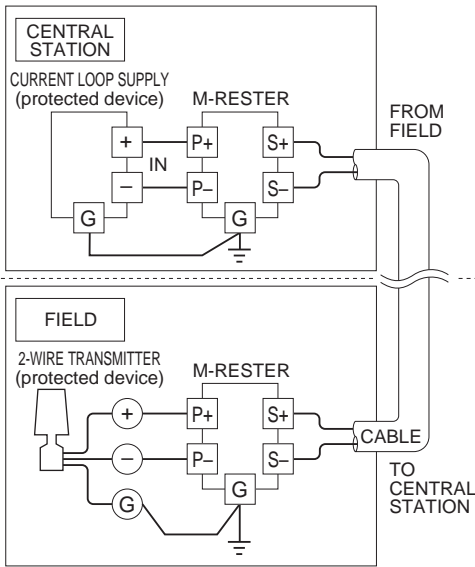 CENTRAL
STATION
CURRENT LOOP SUPPLY
(protected device)
M-RESTER
FROM
FIELD
+
IN
P+
S+
–
P–
S–
G
G
FIELD
2-WIRE TRANSMITTER
(protected device)
M-RESTER
+
P+
S+
–
P–
S–
CABLE
G
G
TO
CENTRAL
STATION